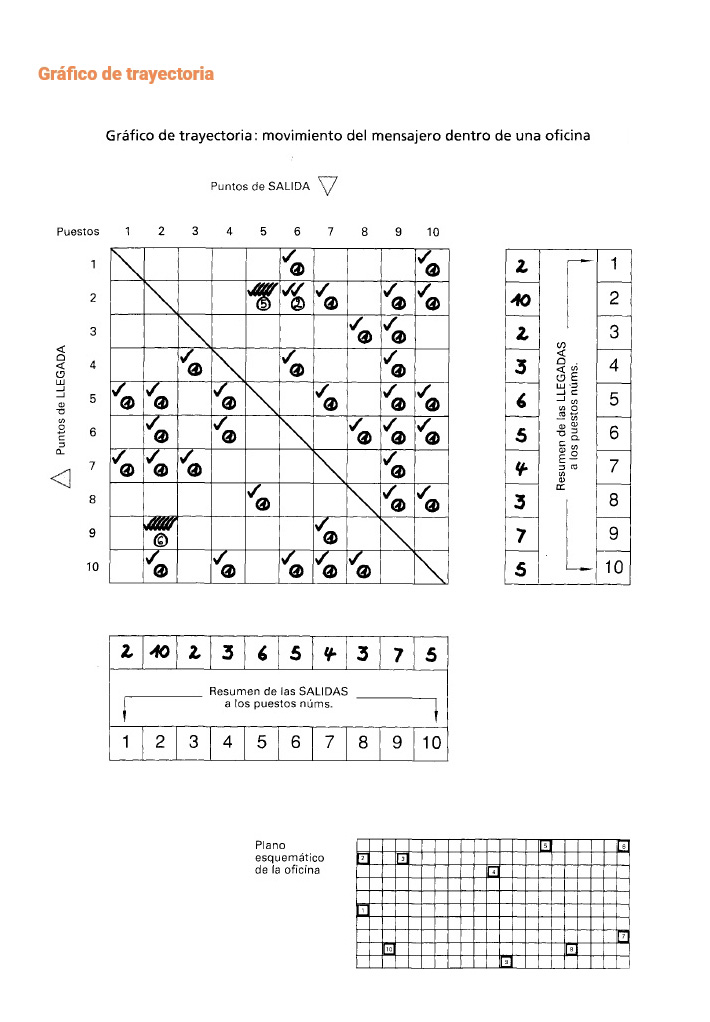 Gráfico de trayectoria
Gráfico de trayectoria: movimiento del mensajero dentro de una oficina
Puntos de SALIDA
Puestos 1 2 3 4 5 6 7 8 9 10
1 1 1
2 5 2 1 1 1
3 1 1
4 1 1 1
5 1 1 1 1 1 1
6 1 1 1 1 1
7 1 1 1 1
8 1 1 1
9 6 1
10 1 1 1 1 1
Puntos de LLEGADA
2 1
10 2
2 3
3 4
6 5
5 6
4 7
3 8
7 9
5 10
Resumen de las LLEGADAS
a los puestos núms.
2 10 2 3 6 5 4 3 7 5
Resumen de las SALIDAS
a los puestos núms.
1 2 3 4 5 6 7 8 9 10
Plano
esquemático
de la oficina
2 3
4
1
7
10